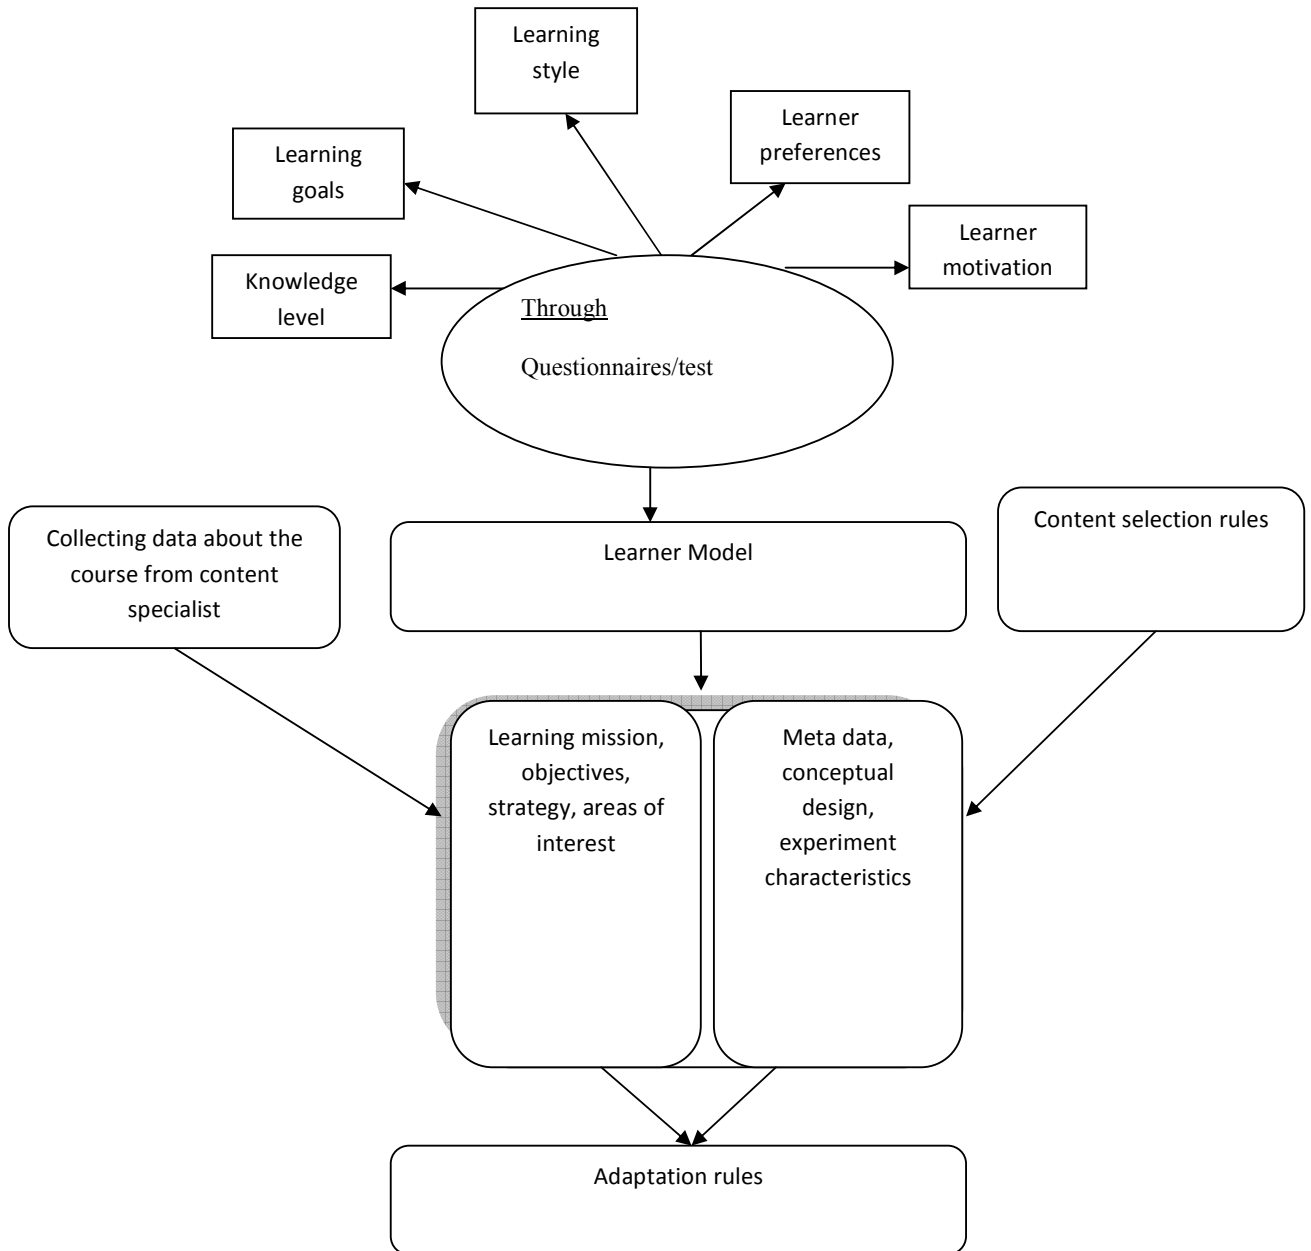 Learning
style
Learner
preferences
Learning
goals
Learner
motivation
Knowledge
level
Through
Questionnaires/test
Collecting data about the
course from content
specialist
Learner Model
Content selection rules
Learning mission,
objectives,
strategy, areas of
interest
Meta data,
conceptual
design,
experiment
characteristics
Adaptation rules